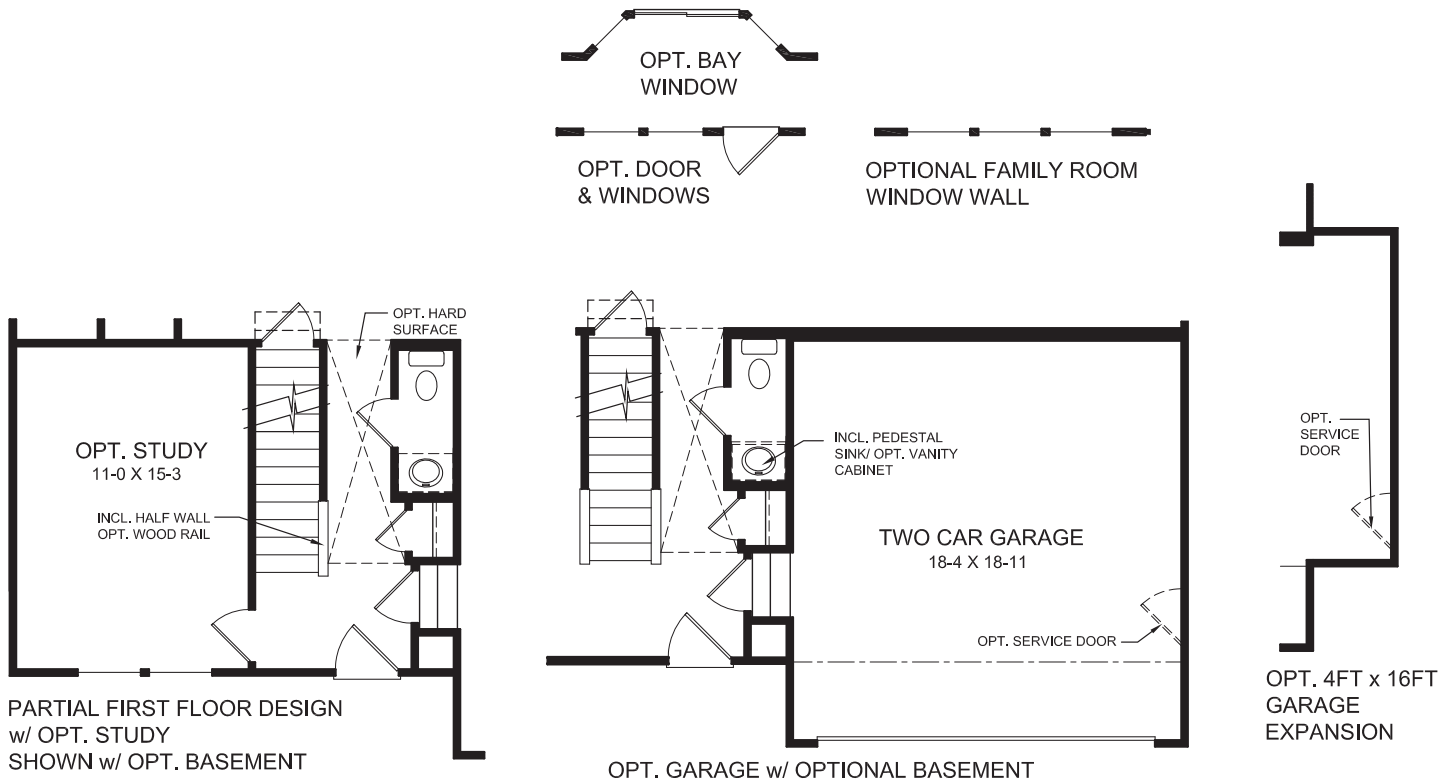 OPT. BAY
WINDOW
OPT. DOOR
& WINDOWS
OPTIONAL FAMILY ROOM
WINDOW WALL
OPT. HARD
SURFACE
OPT. STUDY
11-0 X 15-3
INCL. HALF WALL
OPT. WOOD RAIL
PARTIAL FIRST FLOOR DESIGN
w/ OPT. STUDY
SHOWN w/ OPT. BASEMENT
INCL. PEDESTAL
SINK/ OPT. VANITY
CABINET
TWO CAR GARAGE
18-4 X 18-11
OPT. SERVICE DOOR
OPT. GARAGE w/ OPTIONAL BASEMENT
OPT.
SERVICE
DOOR
OPT. 4FT x 16FT
GARAGE
EXPANSION